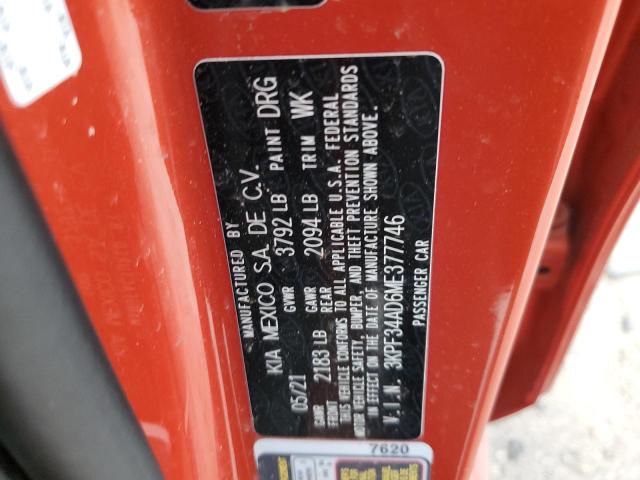 MANUFACTURED BY
KIA MEXICO S.A. DE C.V.
05/21 GVWR 3792 LB PAINT DRG
GAWR FRONT 2183 LB GAWR REAR 2094 LB TRIM WK
THIS VEHICLE CONFORMS TO ALL APPLICABLE U.S.A. FEDERAL
MOTOR VEHICLE SAFETY, BUMPER, AND THEFT PREVENTION STANDARDS
IN EFFECT ON THE DATE OF MANUFACTURE SHOWN ABOVE.
V.I.N. 3KPF34AD6ME377746
PASSENGER CAR
7620